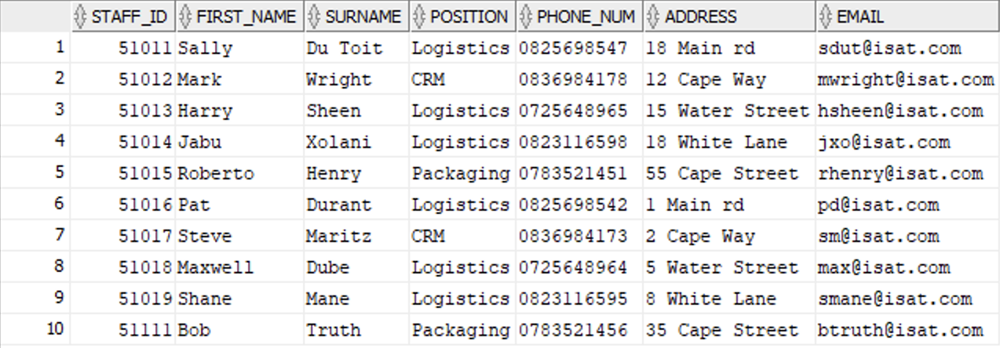 STAFF_ID FIRST_NAME SURNAME POSITION PHONE_NUM ADDRESS EMAIL
1 51011 Sally Du Toit Logistics 0825698547 18 Main rd sdut@isat.com
2 51012 Mark Wright CRM 0836984178 12 Cape Way mwright@isat.com
3 51013 Harry Sheen Logistics 0725648965 15 Water Street hsheen@isat.com
4 51014 Jabu Xolani Logistics 0823116598 18 White Lane jxo@isat.com
5 51015 Roberto Henry Packaging 0783521451 55 Cape Street rhenry@isat.com
6 51016 Pat Durant Logistics 0825698542 1 Main rd pd@isat.com
7 51017 Steve Maritz CRM 0836984173 2 Cape Way sm@isat.com
8 51018 Maxwell Dube Logistics 0725648964 5 Water Street max@isat.com
9 51019 Shane Mane Logistics 0823116595 8 White Lane smane@isat.com
10 51111 Bob Truth Packaging 0783521456 35 Cape Street btruth@isat.com